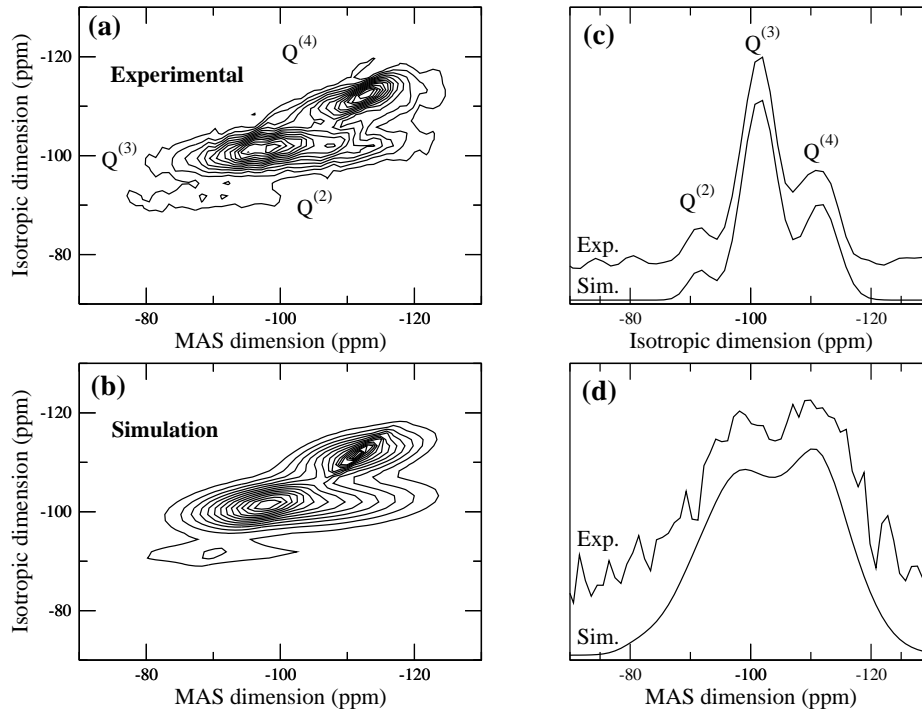 (a)
Q(4)
Experimental
Q(3)
Q(2)
-120
-100
-80
Isotropic dimension (ppm)
-80
-100
-120
MAS dimension (ppm)
(c)
Q(3)
Q(4)
Q(2)
Exp.
Sim.
-80
-100
-120
Isotropic dimension (ppm)
(b)
Simulation
-120
-100
-80
Isotropic dimension (ppm)
-80
-100
-120
MAS dimension (ppm)
(d)
Exp.
Sim.
-80
-100
-120
MAS dimension (ppm)